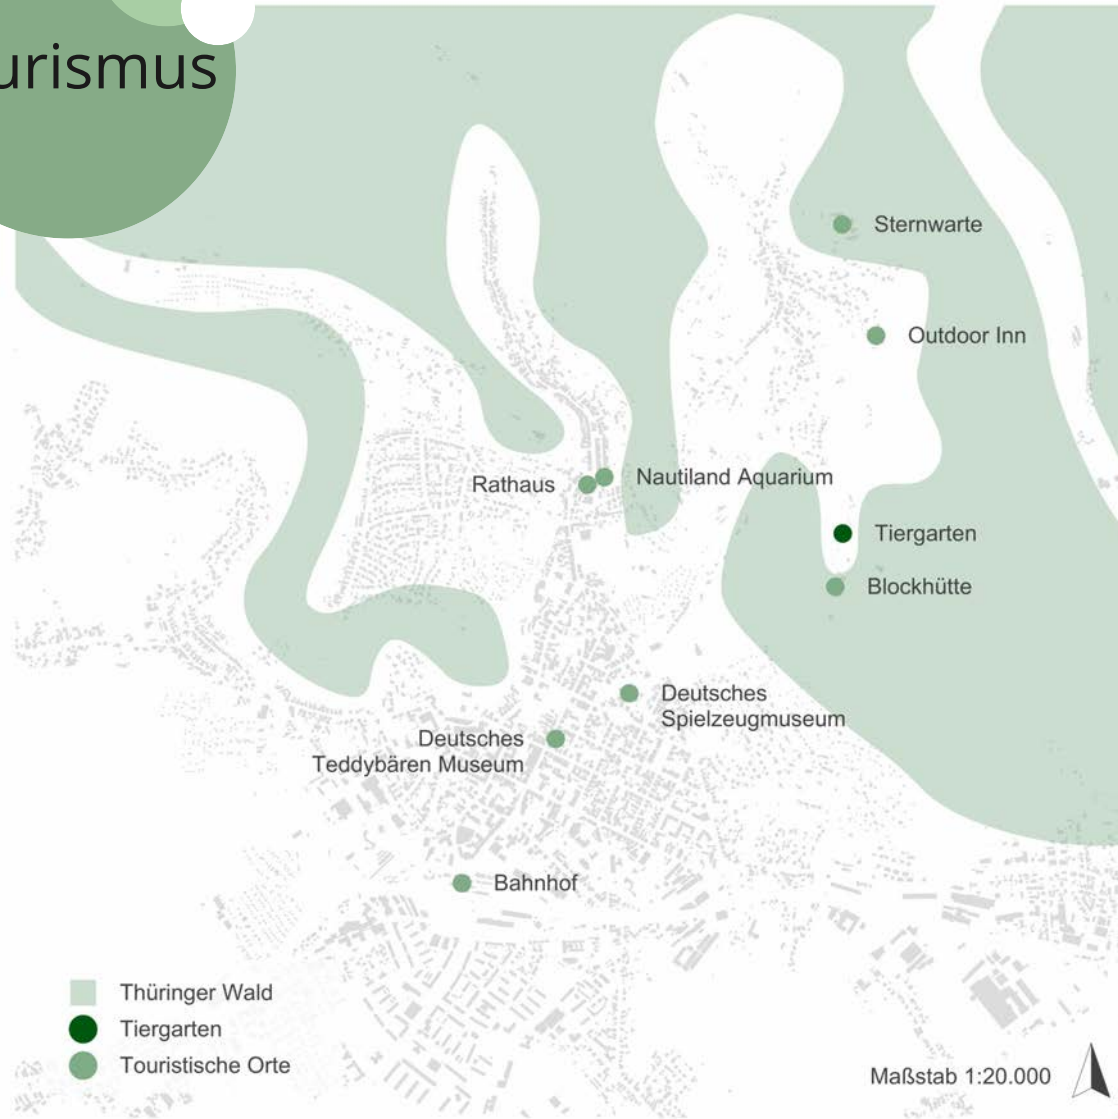 urismus
Sternwarte
Outdoor Inn
Rathaus
Nautiland Aquarium
Tiergarten
Blockhütte
Deutsches
Spielzeugmuseum
Deutsches
Teddybären Museum
Bahnhof
Thüringer Wald
Tiergarten
Touristische Orte
Maßstab 1:20.000